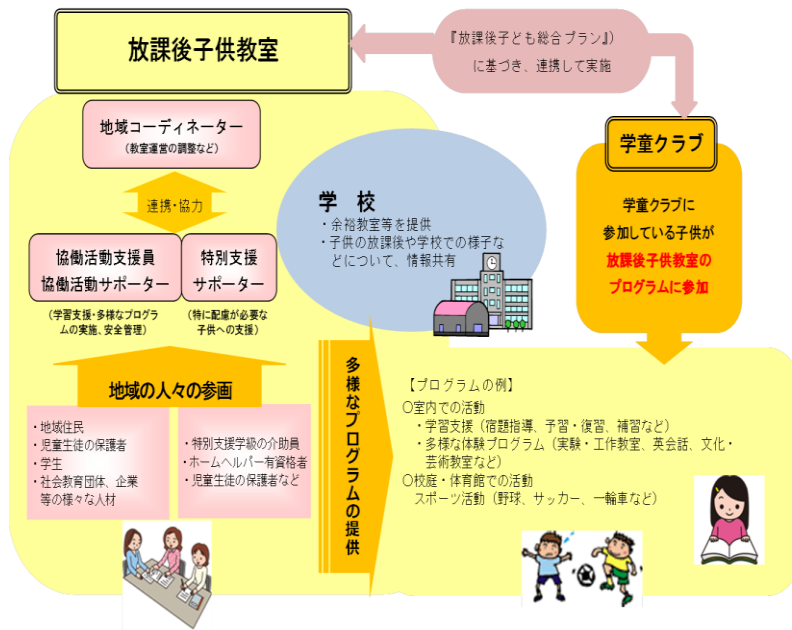 放課後子供教室
『放課後子ども総合プラン』）
に基づき、連携して実施
地域コーディネーター
（教室運営の調整など）
連携・協力
協働活動支援員
協働活動サポーター
特別支援
サポーター
（学習支援・多様なプログラ
ムの実施、安全管理）
（特に配慮が必要な
子供への支援）
地域の人々の参画
・地域住民
・児童生徒の保護者
・学生
・社会教育団体、企業
等の様々な人材
・特別支援学級の介助員
・ホームヘルパー有資格者
・児童生徒の保護者など
学　校
・余裕教室等を提供
・子供の放課後や学校での様子な
どについて、情報共有
学童クラブ
学童クラブに
参加している子供が
放課後子供教室の
プログラムに参加
多様なプログラムの提供
【プログラムの例】
〇室内での活動
・学習支援（宿題指導、予習・復習、補習など）
・多様な体験プログラム（実験・工作教室、英会話、文化・
芸術教室など）
〇校庭・体育館での活動
スポーツ活動（野球、サッカー、一輪車など）